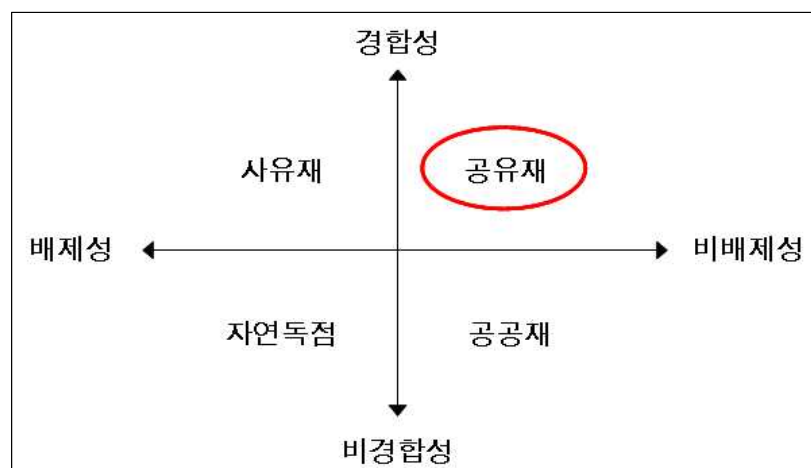 경합성
사유재 공유재
배제성 비배제성
자연독점 공공재
비경합성